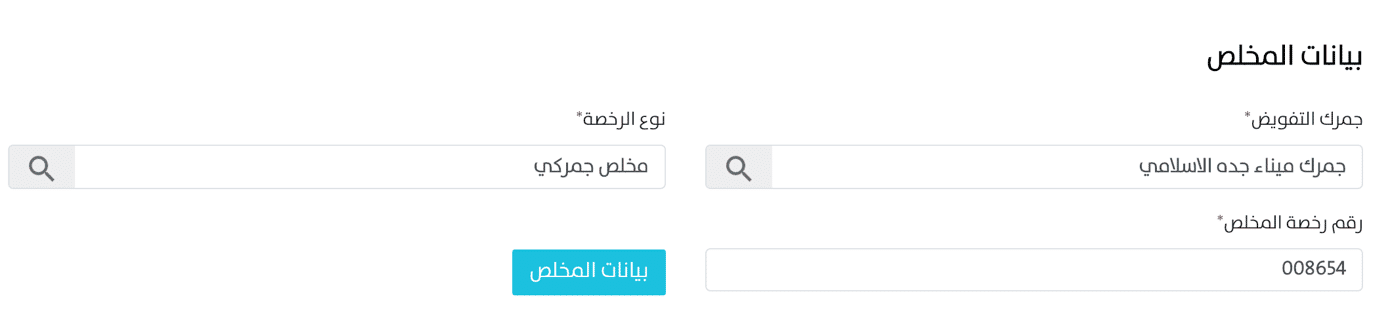 بيانات المخلص
جمرك التفويض*
نوع الرخصة*
جمرك ميناء جده الاسلامي
مخلص جمركي
رقم رخصة المخلص*
008654
بيانات المخلص